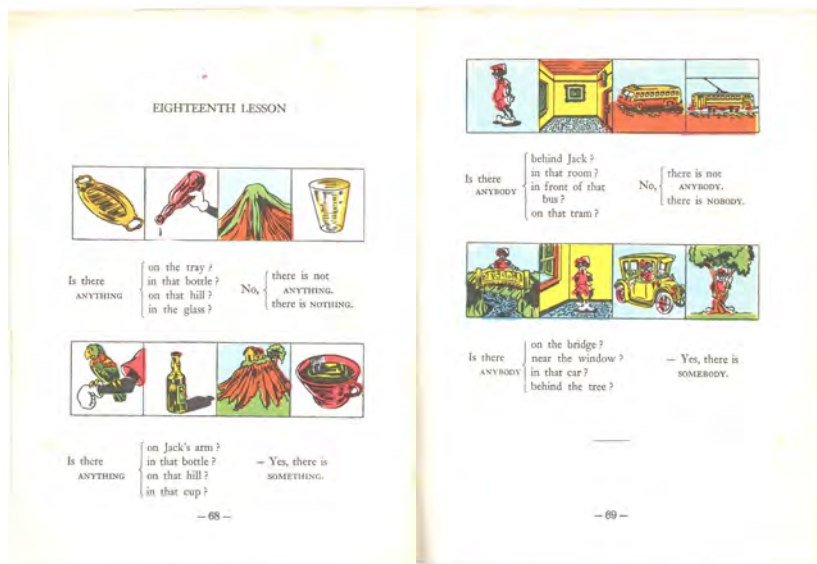 EIGHTEENTH LESSON
Is there
ANYTHING
on the tray ?
in that bottle ?
on that hill ?
in the glass ?
No,
there is not
ANYTHING.
there is NOTHING.
Is there
ANYTHING
on Jack's arm ?
in that bottle ?
on that hill ?
in that cup ?
– Yes, there is
SOMETHING.
– 68 –
Is there
ANYBODY
behind Jack ?
in that room ?
in front of that
bus ?
on that tram ?
No,
there is not
ANYBODY.
there is NOBODY.
Is there
ANYBODY
on the bridge ?
near the window ?
in that car ?
behind the tree ?
– Yes, there is
SOMEBODY.
– 69 –